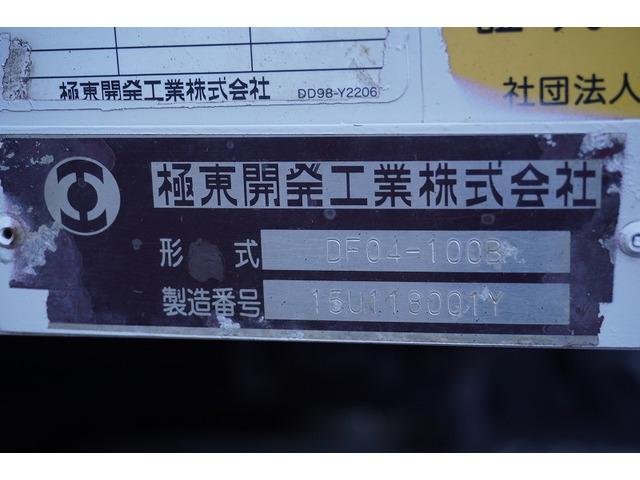 極東開発工業株式会社 DD98-Y2206
社団法人
極東開発工業株式会社
形 式 DF04-100B
製造番号 15U118001Y